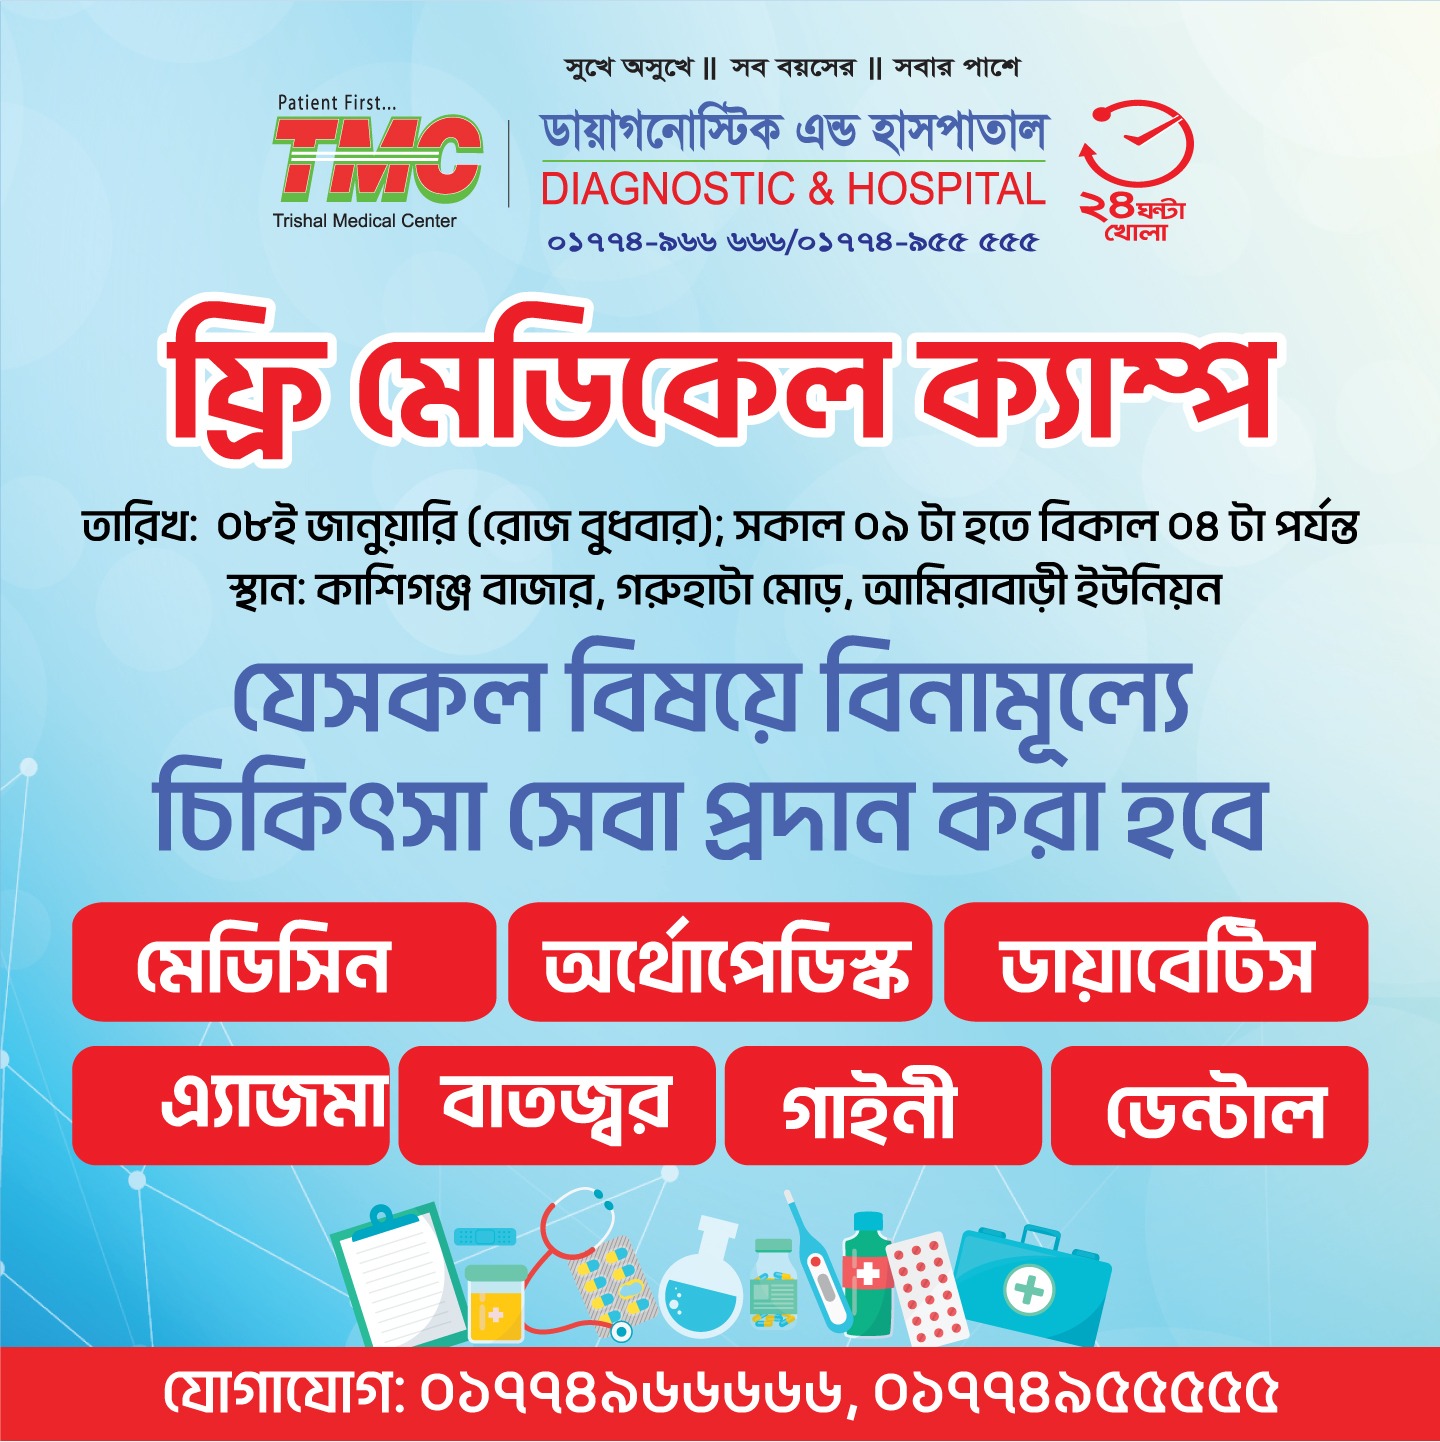 সুখে অসুখে || সব বয়সের || সবার পাশে
Patient First...
TMC
Trishal Medical Center
ডায়াগনোস্টিক এন্ড হাসপাতাল
DIAGNOSTIC & HOSPITAL
০১৭৭৪-৯৬৬ ৬৬৬/০১৭৭৪-৯৫৫ ৫৫৫
২৪ ঘন্টা
খোলা
ফ্রি মেডিকেল ক্যাম্প
তারিখ: ০৮ই জানুয়ারি (রোজ বুধবার); সকাল ০৯ টা হতে বিকাল ০৪ টা পর্যন্ত
স্থান: কাশিগঞ্জ বাজার, গরুহাটা মোড়, আমিরাবাড়ী ইউনিয়ন
যেসকল বিষয়ে বিনামূল্যে
চিকিৎসা সেবা প্রদান করা হবে
মেডিসিন অর্থোপেডিস্ক ডায়াবেটিস
এ্যাজমা বাতজ্বর গাইনী ডেন্টাল
যোগাযোগ: ০১৭৭৪৯৬৬৬৬৬, ০১৭৭৪৯৫৫৫৫৫